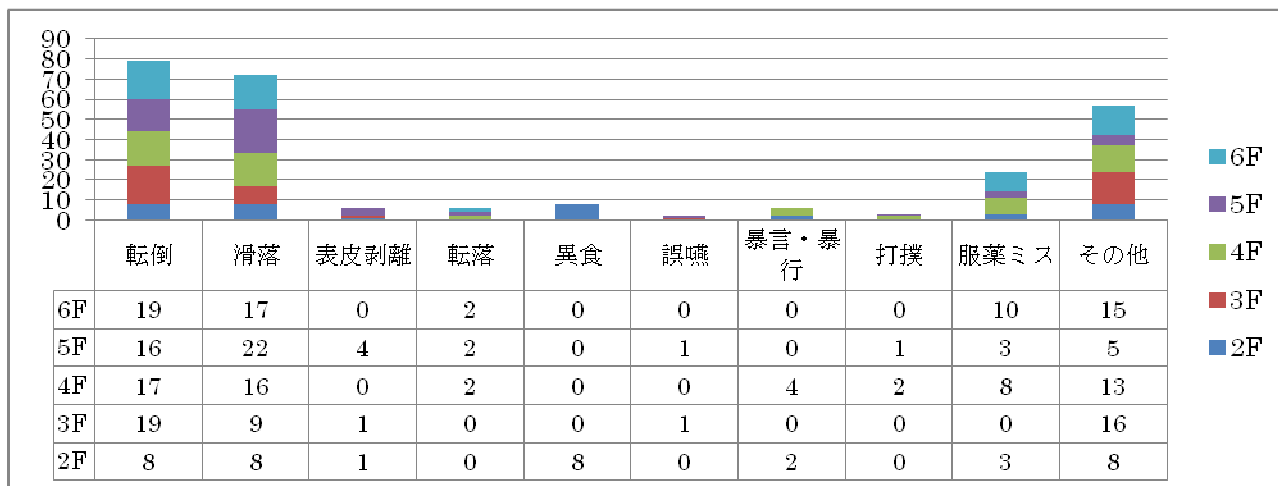 90
80
70
60
50
40
30
20
10
0
転倒 滑落 表皮剥離 転落 異食 誤嚥 暴言・暴行 打撲 服薬ミス その他
6F 19 17 0 2 0 0 0 0 10 15
5F 16 22 4 2 0 1 0 1 3 5
4F 17 16 0 2 0 0 4 2 8 13
3F 19 9 1 0 0 1 0 0 0 16
2F 8 8 1 0 8 0 2 0 3 8
6F
5F
4F
3F
2F